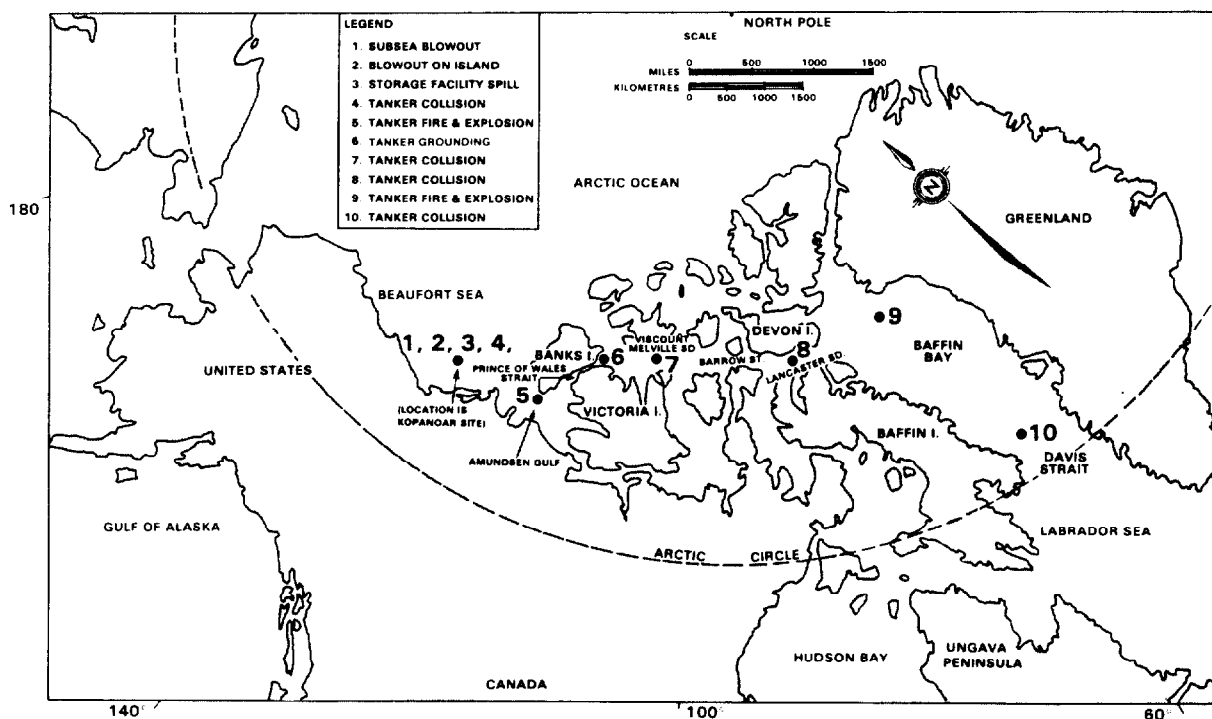 LEGEND
1. SUBSEA BLOWOUT
2. BLOWOUT ON ISLAND
3. STORAGE FACILITY SPILL
4. TANKER COLLISION
5. TANKER FIRE & EXPLOSION
6. TANKER GROUNDING
7. TANKER COLLISION
8. TANKER COLLISION
9. TANKER FIRE & EXPLOSION
10. TANKER COLLISION
NORTH POLE
SCALE
MILES 0 500 1000 1500
KILOMETRES 0 500 1000 1500
180
ARCTIC OCEAN
N
GREENLAND
BEAUFORT SEA
UNITED STATES
1, 2, 3, 4,
(LOCATION IS
KOPANOAR SITE)
PRINCE OF WALES
STRAIT
BANKS I.
5
6
VISCOUNT
MELVILLE SD
7
BARROW ST
DEVON I.
8
LANCASTER SD.
9
BAFFIN
BAY
VICTORIA I.
AMUNDSEN GULF
BAFFIN I.
10
DAVIS
STRAIT
GULF OF ALASKA
ARCTIC CIRCLE
LABRADOR SEA
HUDSON BAY
UNGAVA
PENINSULA
CANADA
140°
100°
60°